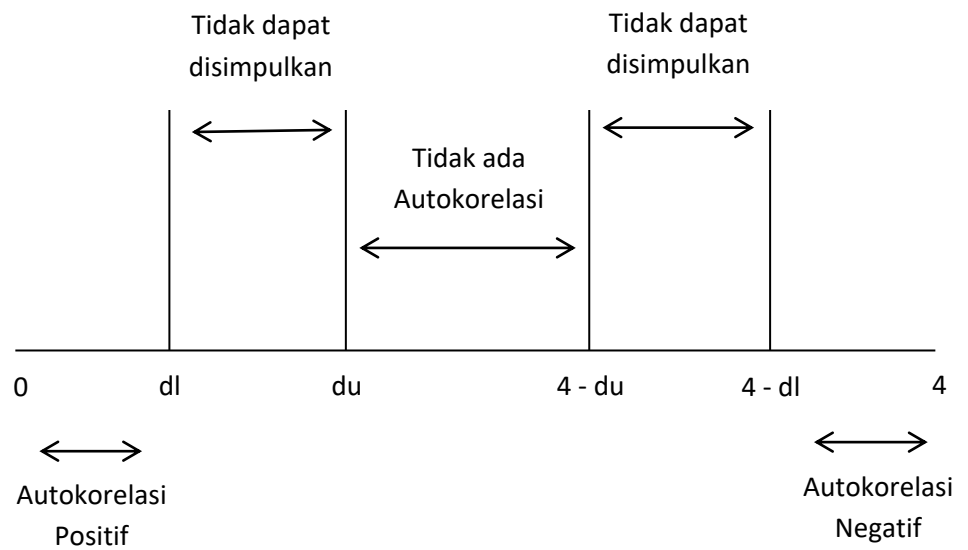 Tidak dapat
disimpulkan
Tidak dapat
disimpulkan
Tidak ada
Autokorelasi
0
dl
du
4 - du
4 - dl
4
Autokorelasi
Positif
Autokorelasi
Negatif